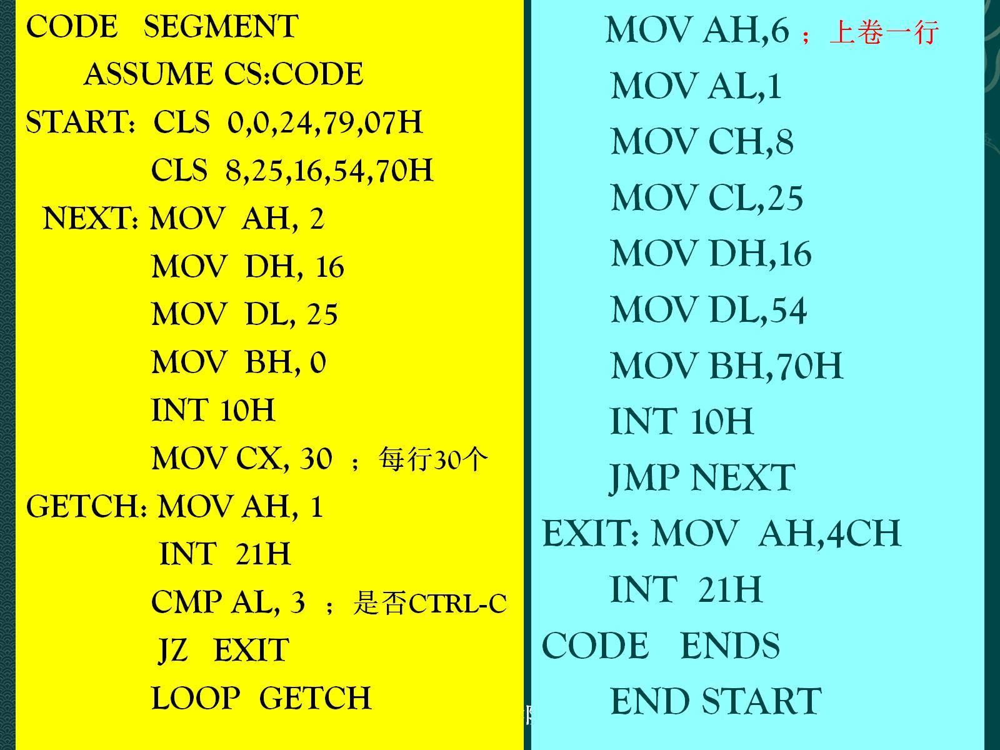 CODE SEGMENT
ASSUME CS:CODE
START: CLS 0,0,24,79,07H
CLS 8,25,16,54,70H
NEXT: MOV AH, 2
MOV DH, 16
MOV DL, 25
MOV BH, 0
INT 10H
MOV CX, 30 ；每行30个
GETCH: MOV AH, 1
INT 21H
CMP AL, 3 ；是否CTRL-C
JZ EXIT
LOOP GETCH
MOV AH,6 ；上卷一行
MOV AL,1
MOV CH,8
MOV CL,25
MOV DH,16
MOV DL,54
MOV BH,70H
INT 10H
JMP NEXT
EXIT: MOV AH,4CH
INT 21H
CODE ENDS
END START